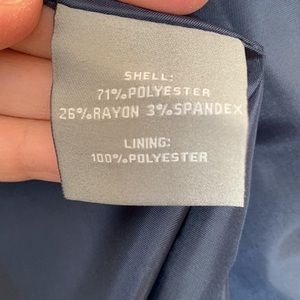 SHELL:
71%POLYESTER
26%RAYON 3%SPANDEX
LINING:
100%POLYESTER